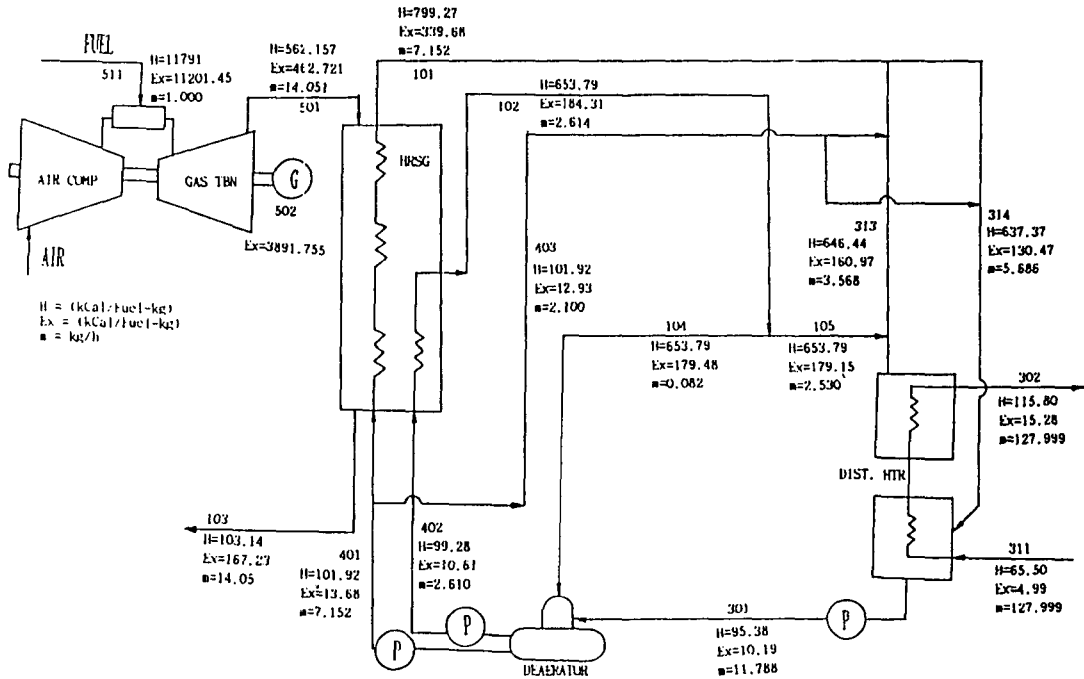 FUEL
511
H=11791
Ex=11201.45
m=1.000
H=562.157
Ex=462.721
m=14.051
501
H=799.27
Ex=339.68
m=7.152
101
H=653.79
Ex=184.31
m=2.614
102
HRSG
AIR COMP
GAS TBN
G
502
Ex=3891.755
AIR
H = (kCal/Fuel-kg)
Ex = (kCal/Fuel-kg)
m = kg/h
403
H=101.92
Ex=12.93
m=2.100
313
H=646.44
Ex=160.97
m=3.568
314
H=637.37
Ex=130.47
m=5.686
104
H=653.79
Ex=179.48
m=0.082
105
H=653.79
Ex=179.15
m=2.530
302
H=115.80
Ex=15.28
m=127.999
DIST. HTR
103
H=103.14
Ex=167.23
m=14.05
401
H=101.92
Ex=13.68
m=7.152
402
H=99.28
Ex=10.61
m=2.610
P
P
DEAERATOR
301
H=95.38
Ex=10.19
m=11.788
P
311
H=65.50
Ex=4.99
m=127.999